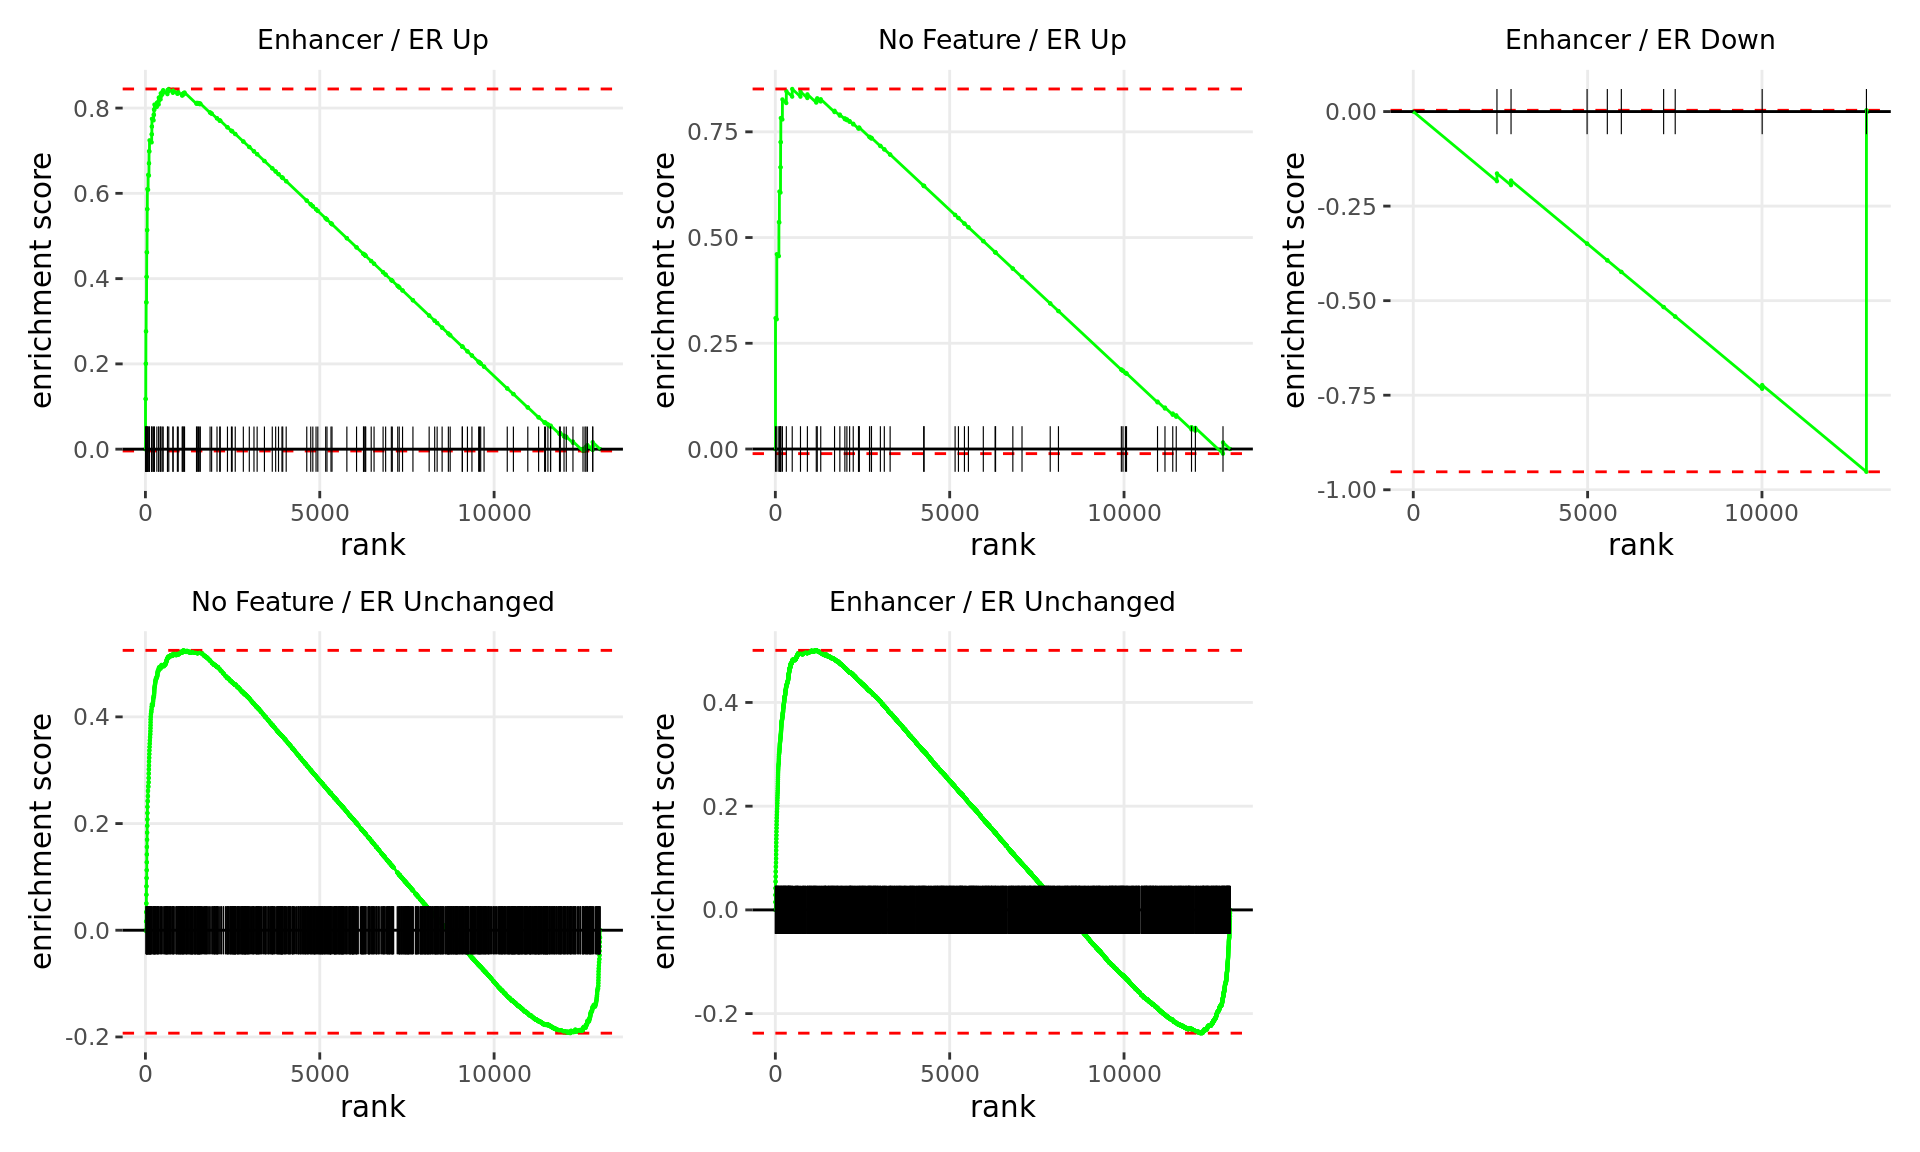 Enhancer / ER Up
No Feature / ER Up
Enhancer / ER Down
enrichment score
0.8
0.6
0.4
0.2
0.0
0 5000 10000
rank
enrichment score
0.75
0.50
0.25
0.00
0 5000 10000
rank
enrichment score
0.00
-0.25
-0.50
-0.75
-1.00
0 5000 10000
rank
No Feature / ER Unchanged
Enhancer / ER Unchanged
enrichment score
0.4
0.2
0.0
-0.2
0 5000 10000
rank
enrichment score
0.4
0.2
0.0
-0.2
0 5000 10000
rank